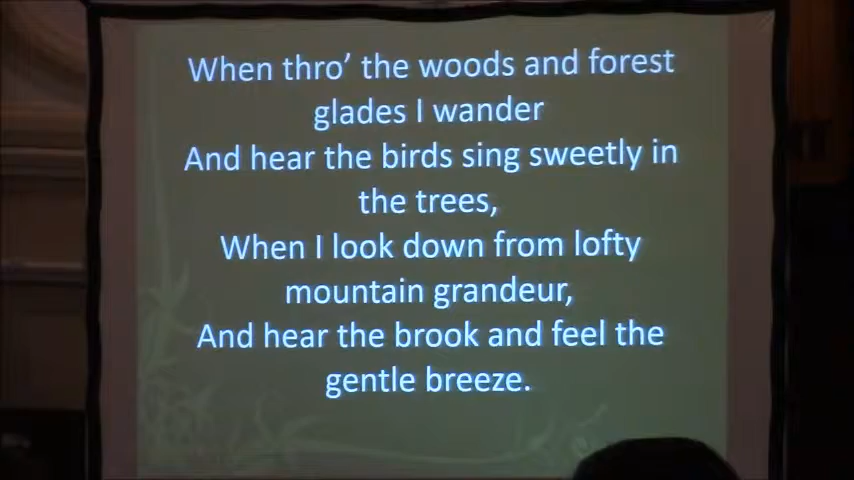 When thro’ the woods and forest
glades I wander
And hear the birds sing sweetly in
the trees,
When I look down from lofty
mountain grandeur,
And hear the brook and feel the
gentle breeze.